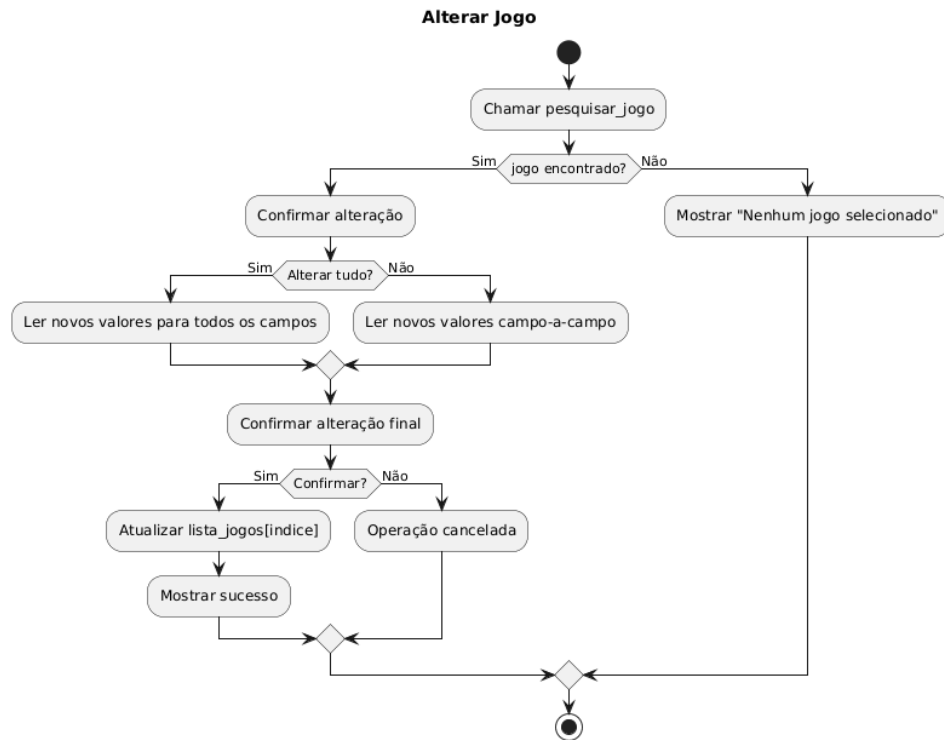 Alterar Jogo
Chamar pesquisar_jogo
Sim
jogo encontrado?
Não
Confirmar alteração
Mostrar "Nenhum jogo selecionado"
Sim
Alterar tudo?
Não
Ler novos valores para todos os campos
Ler novos valores campo-a-campo
Confirmar alteração final
Sim
Confirmar?
Não
Atualizar lista_jogos[indice]
Operação cancelada
Mostrar sucesso